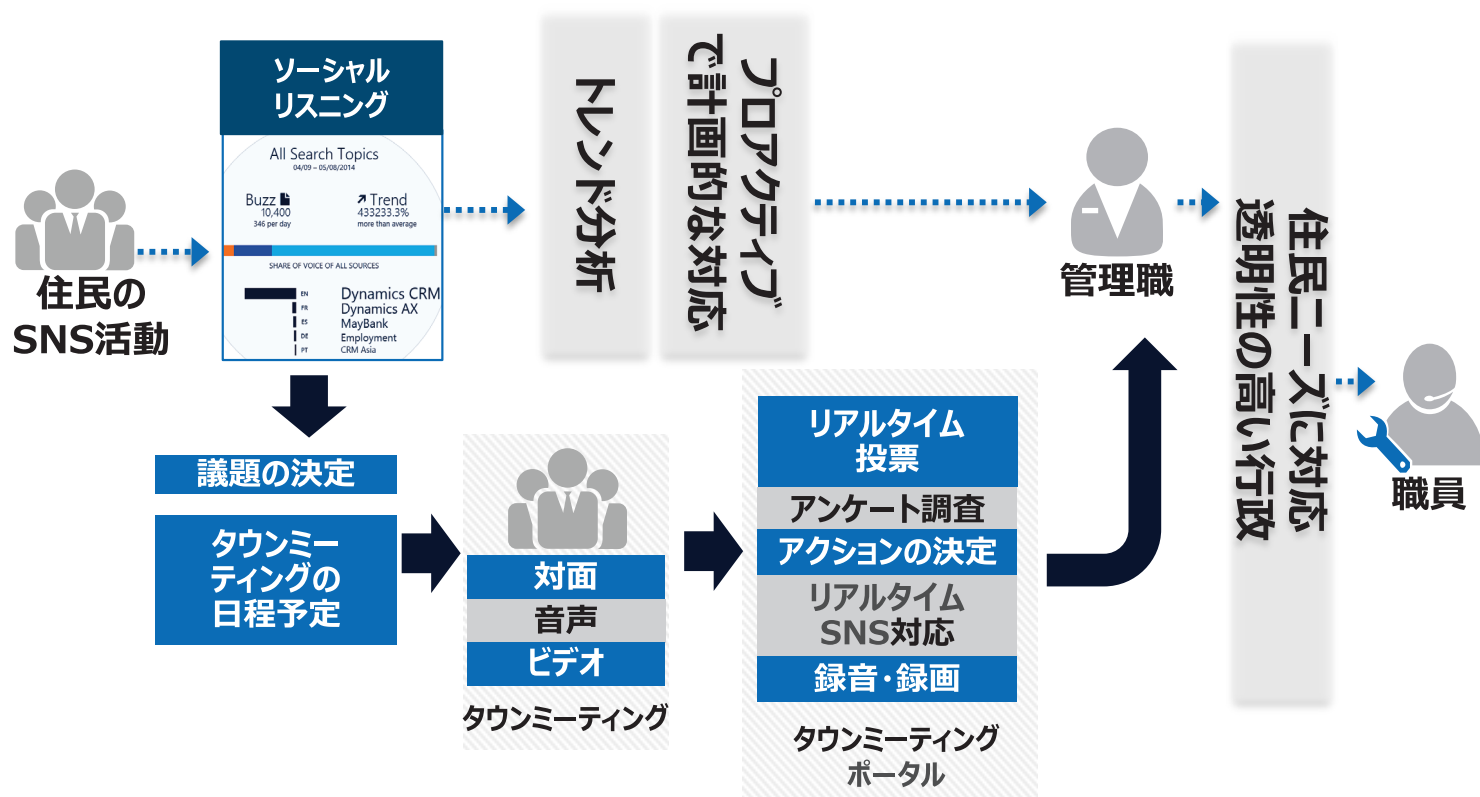 住民の
SNS活動
ソーシャル
リスニング
All Search Topics
04/09 – 05/08/2014
Buzz
10,400
346 per day
Trend
433233.3%
more than average
SHARE OF VOICE OF ALL SOURCES
EN
FR
ES
DE
PT
Dynamics CRM
Dynamics AX
MayBank
Employment
CRM Asia
トレンド分析
プロアクティブ
で計画的な対応
管理職
住民ニーズに対応
透明性の高い行政
職員
議題の決定
タウンミー
ティングの
日程予定
対面
音声
ビデオ
タウンミーティング
リアルタイム
投票
アンケート調査
アクションの決定
リアルタイム
SNS対応
録音・録画
タウンミーティング
ポータル